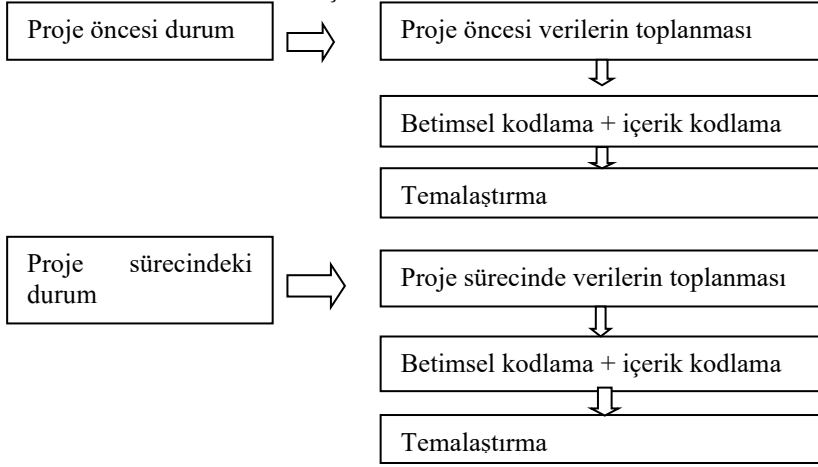 Proje öncesi durum
Proje öncesi verilerin toplanması
Betimsel kodlama + içerik kodlama
Temalaştırma
Proje sürecindeki
durum
Proje sürecinde verilerin toplanması
Betimsel kodlama + içerik kodlama
Temalaştırma